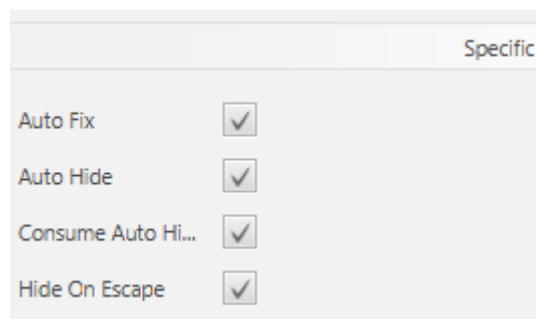 Specific
Auto Fix
Auto Hide
Consume Auto Hi...
Hide On Escape